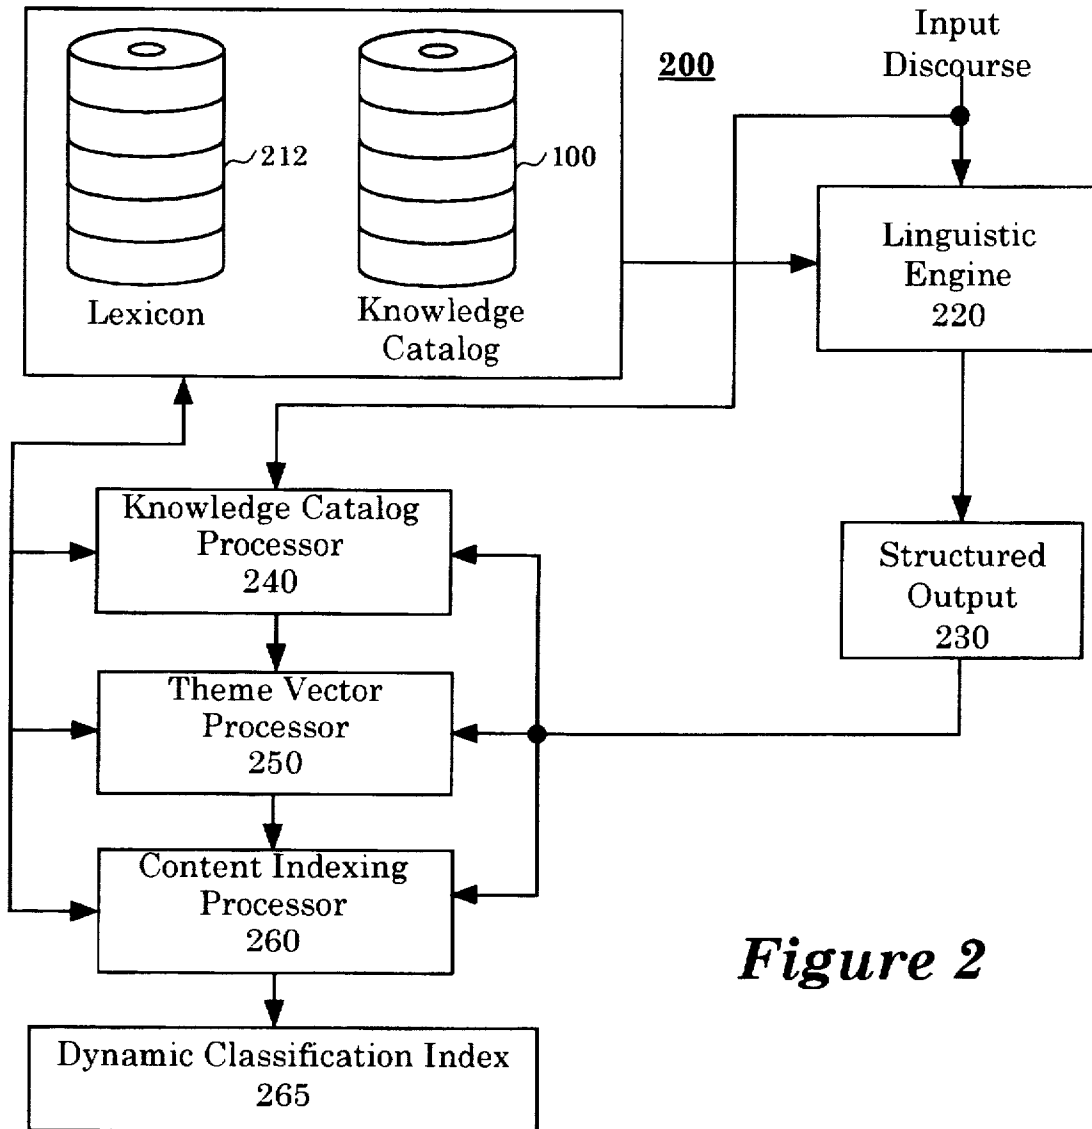 200
Input
Discourse
212
100
Lexicon
Knowledge
Catalog
Linguistic
Engine
220
Knowledge Catalog
Processor
240
Structured
Output
230
Theme Vector
Processor
250
Content Indexing
Processor
260
Figure 2
Dynamic Classification Index
265